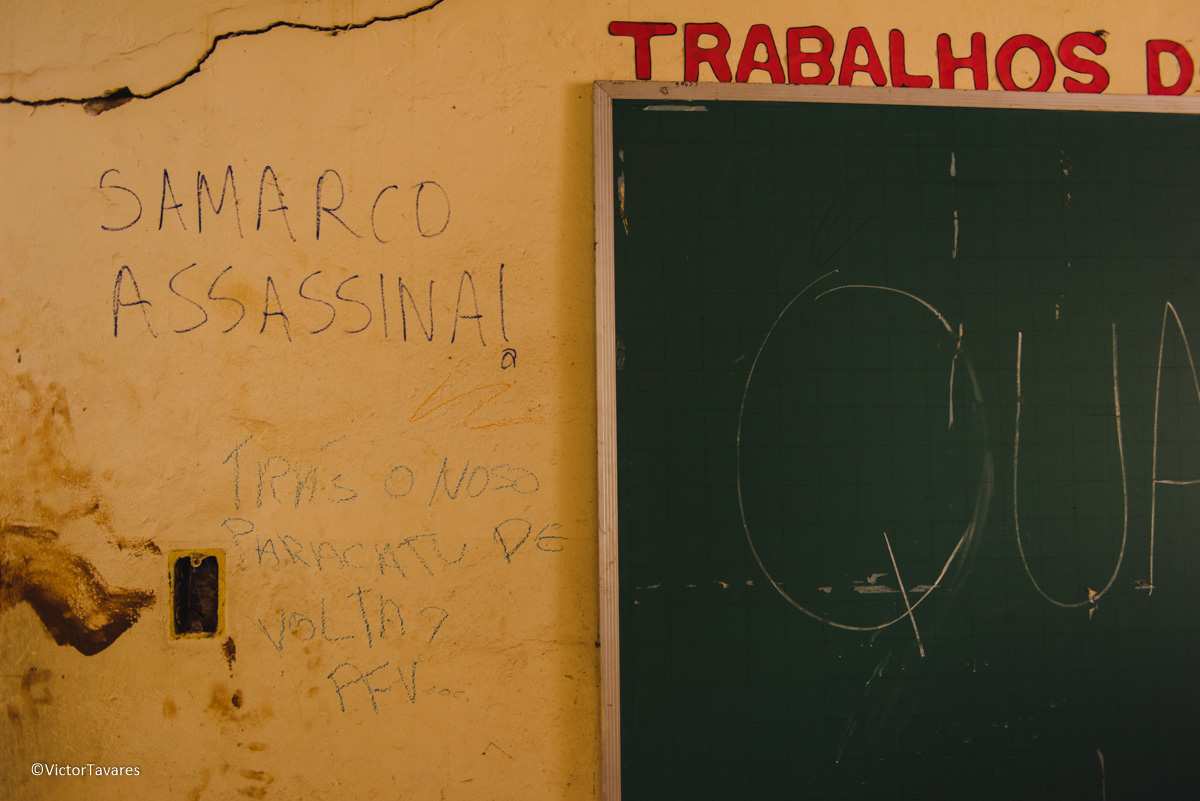 T TRABALHOS D
SAMARCO
ASSASSINA!
TRÁS O NOSO
PARACATU DE
VOLTA?
PFV...
QUA
©VictorTavares